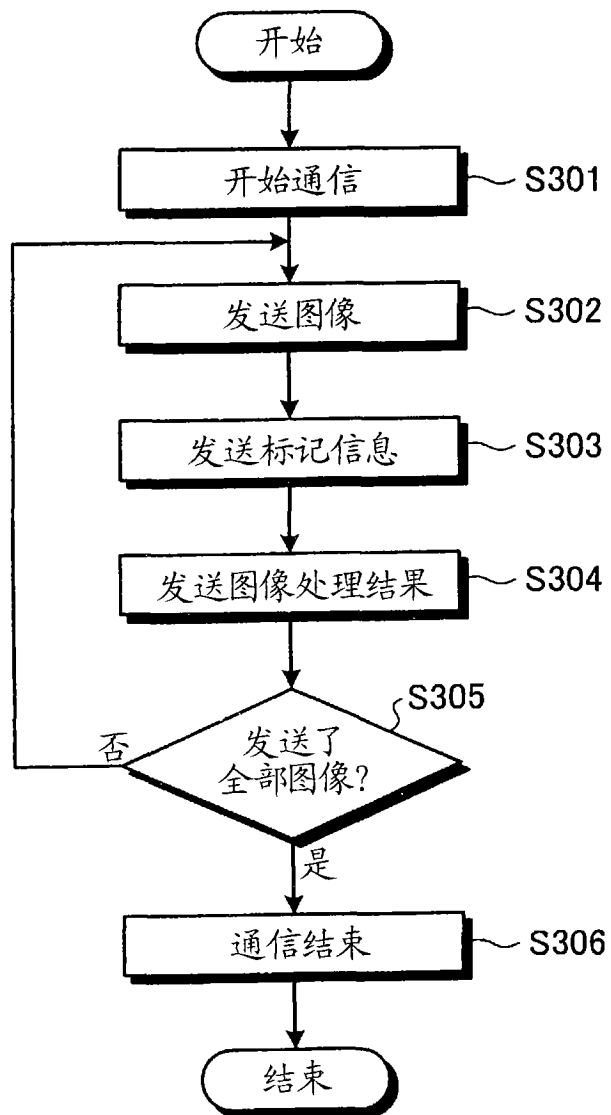 开始
开始通信
S301
发送图像
S302
发送标记信息
S303
发送图像处理结果
S304
S305
发送了
全部图像?
否
是
通信结束
S306
结束